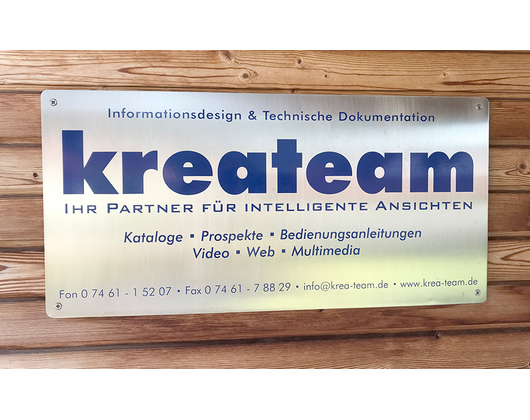 Informationsdesign & Technische Dokumentation
kreateam
IHR PARTNER FÜR INTELLIGENTE ANSICHTEN
Kataloge ▪ Prospekte ▪ Bedienungsanleitungen
Video ▪ Web ▪ Multimedia
Fon 0 74 61 - 1 52 07 • Fax 0 74 61 - 7 88 29 • info@krea-team.de • www.krea-team.de